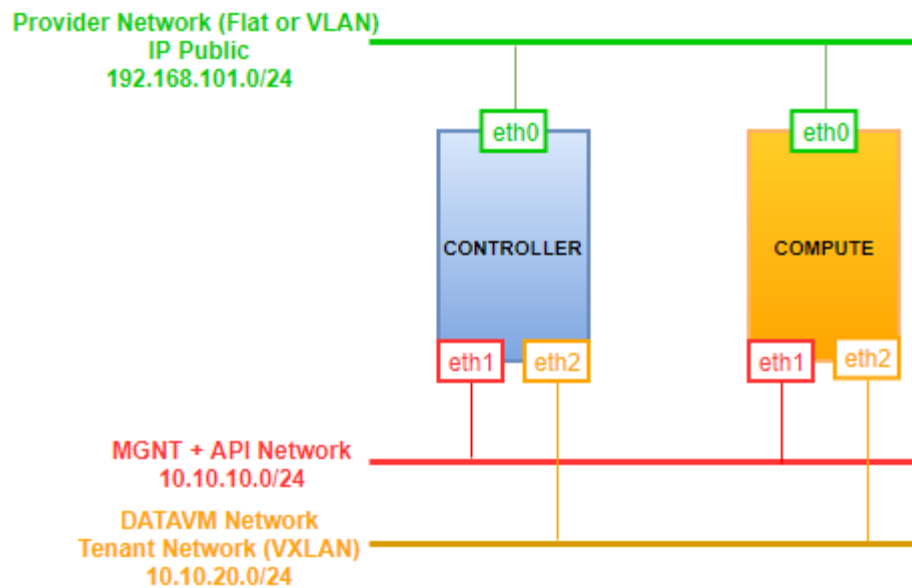 Provider Network (Flat or VLAN)
IP Public
192.168.101.0/24
eth0
eth0
CONTROLLER
COMPUTE
eth1
eth2
eth1
eth2
MGNT + API Network
10.10.10.0/24
DATAVM Network
Tenant Network (VXLAN)
10.10.20.0/24